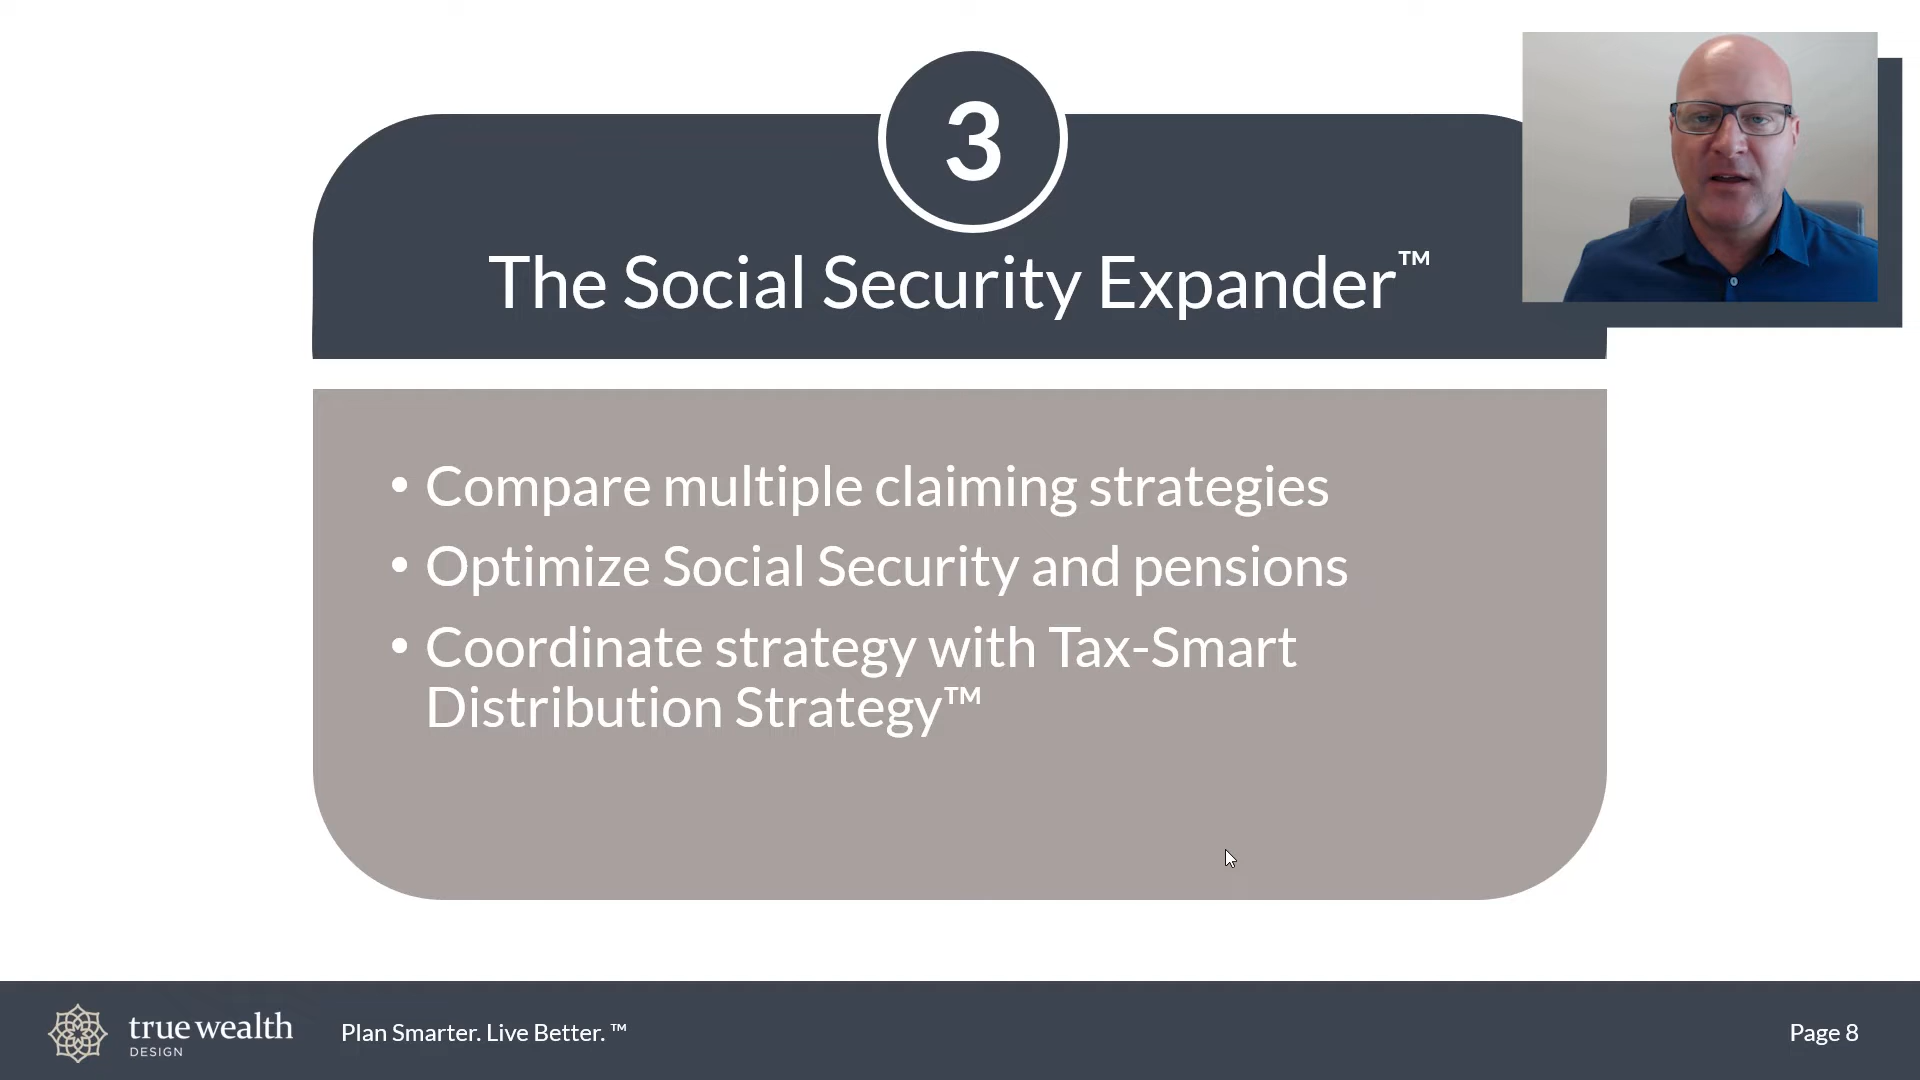 3
The Social Security Expander™
• Compare multiple claiming strategies
• Optimize Social Security and pensions
• Coordinate strategy with Tax-Smart
Distribution Strategy™
true wealth
DESIGN
Plan Smarter. Live Better. ™
Page 8